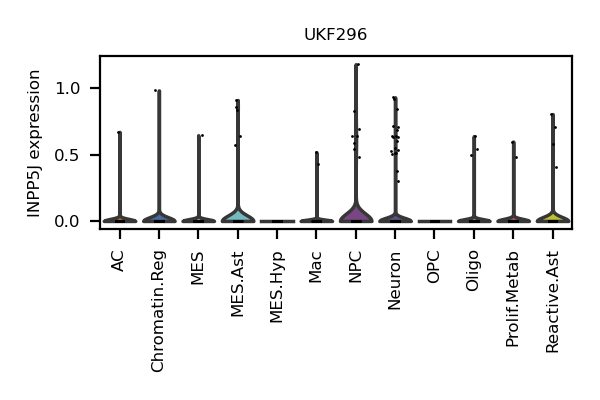 UKF296
INPP5J expression
1.0
0.5
0.0
AC
Chromatin.Reg
MES
MES.Ast
MES.Hyp
Mac
NPC
Neuron
OPC
Oligo
Prolif.Metab
Reactive.Ast